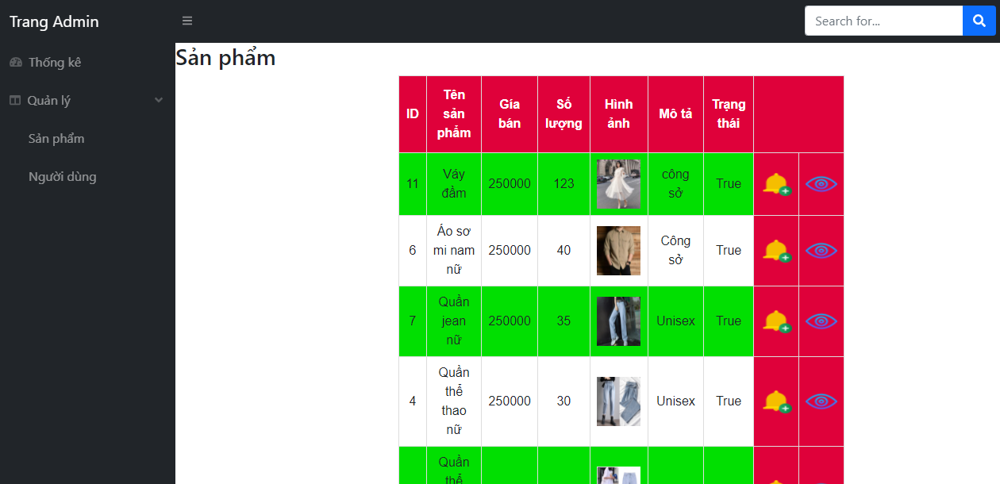 Trang Admin
Search for...
Thống kê
Quản lý
Sản phẩm
Người dùng
Sản phẩm
ID
Tên
sản
phẩm
Gía
bán
Số
lượng
Hình
ảnh
Mô tả
Trạng
thái
11
Váy
đầm
250000
123
công
sở
True
6
Áo sơ
mi nam
nữ
250000
40
Công
sở
True
7
Quần
jean
nữ
250000
35
Unisex
True
4
Quần
thể
thao
nữ
250000
30
Unisex
True
Quần
thể